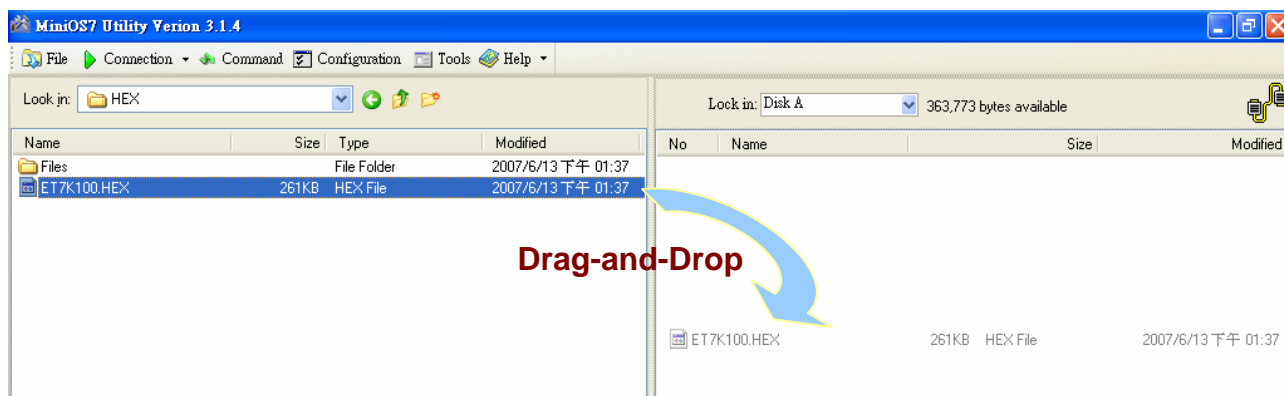 MiniOS7 Utility Verion 3.1.4
File Connection Command Configuration Tools Help
Look in: HEX
Lock in: Disk A 363,773 bytes available
Name Size Type Modified
No Name Size Modified
Files File Folder 2007/6/13 下午 01:37
ET7K100.HEX 261KB HEX File 2007/6/13 下午 01:37
Drag-and-Drop
ET7K100.HEX 261KB HEX File 2007/6/13 下午 01:37